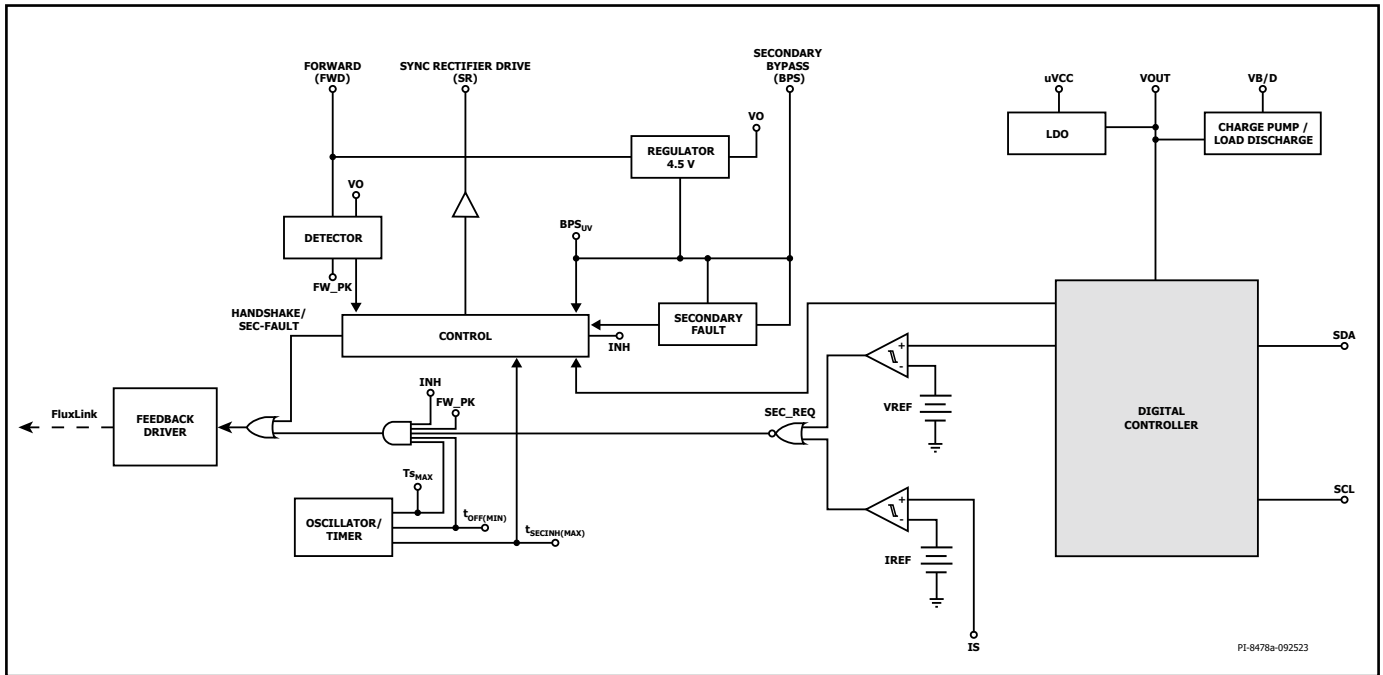 FORWARD
(FWD)
SYNC RECTIFIER DRIVE
(SR)
SECONDARY
BYPASS
(BPS)
uVCC
VOUT
VB/D
VO
LDO
CHARGE PUMP /
LOAD DISCHARGE
REGULATOR
4.5 V
VO
DETECTOR
BPSUV
FW_PK
HANDSHAKE/
SEC-FAULT
CONTROL
SECONDARY
FAULT
INH
SDA
INH
FW_PK
FluxLink
FEEDBACK
DRIVER
SEC_REQ
+
-
VREF
DIGITAL
CONTROLLER
TsMAX
OSCILLATOR/
TIMER
tOFF(MIN)
tSECINH(MAX)
+
-
IREF
SCL
IS
PI-8478a-092523